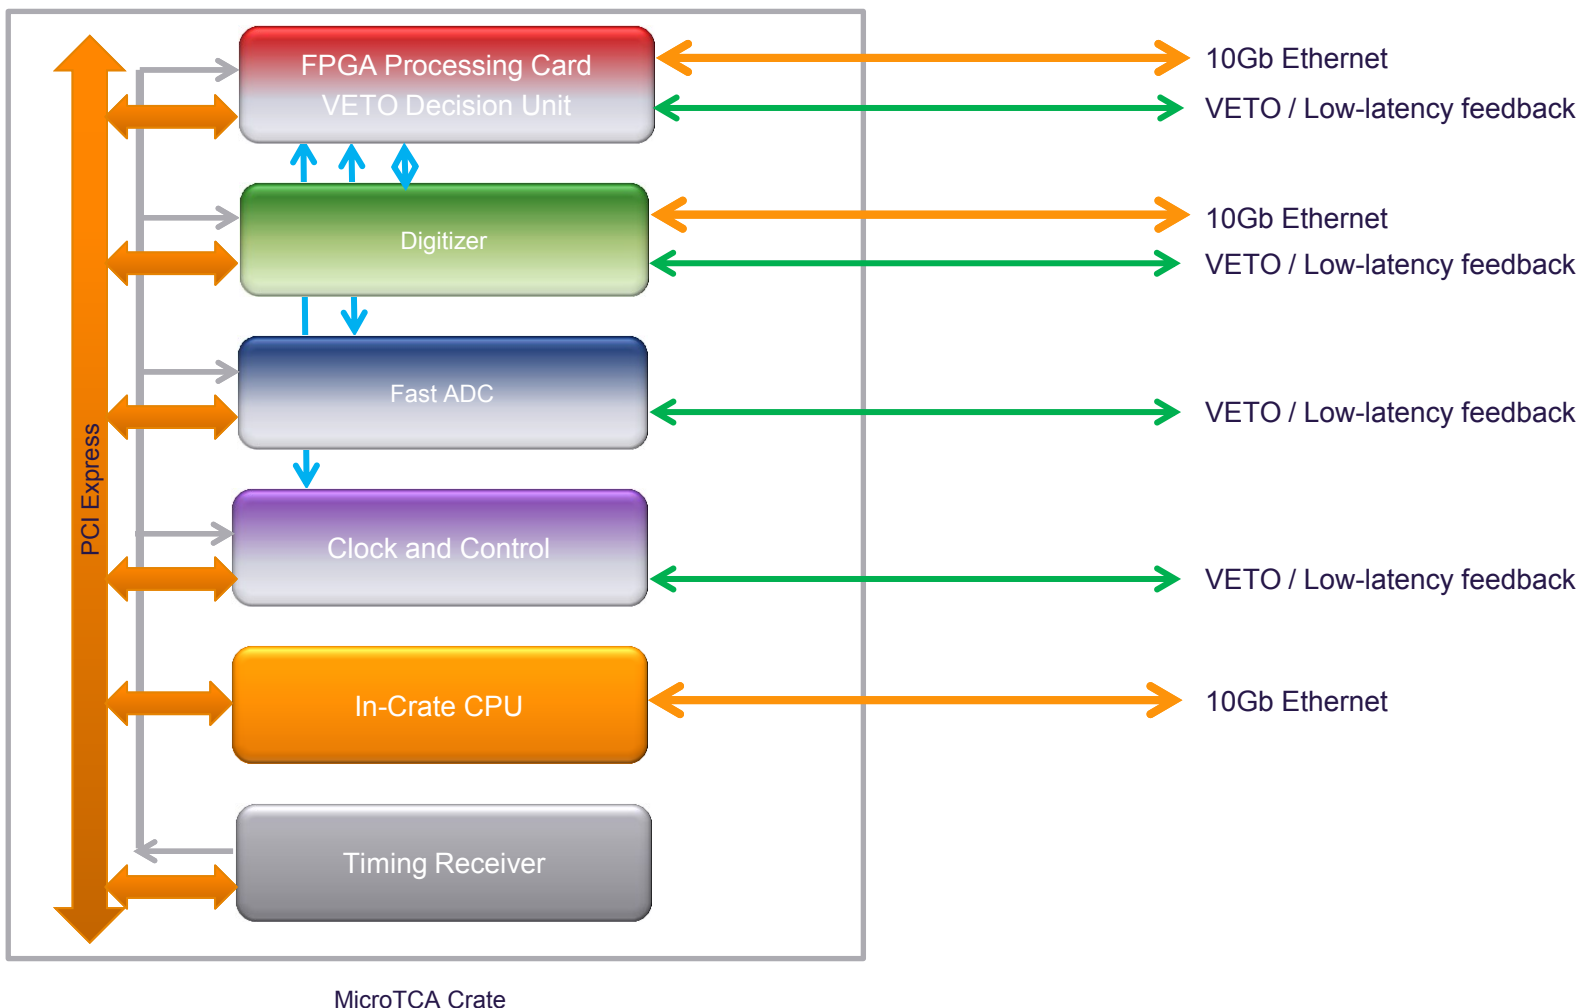 FPGA Processing Card
VETO Decision Unit
10Gb Ethernet
VETO / Low-latency feedback
Digitizer
10Gb Ethernet
VETO / Low-latency feedback
Fast ADC
VETO / Low-latency feedback
PCI Express
Clock and Control
VETO / Low-latency feedback
In-Crate CPU
10Gb Ethernet
Timing Receiver
MicroTCA Crate